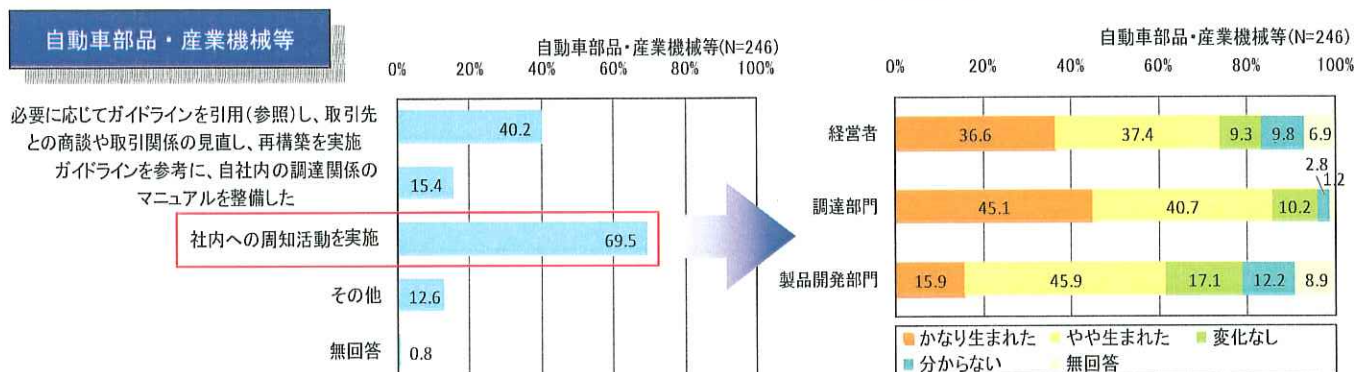 自動車部品・産業機械等
自動車部品・産業機械等(N=246)
0% 20% 40% 60% 80% 100%
必要に応じてガイドラインを引用(参照)し、取引先
との商談や取引関係の見直し、再構築を実施
40.2
ガイドラインを参考に、自社内の調達関係の
マニュアルを整備した
15.4
社内への周知活動を実施
69.5
その他
12.6
無回答
0.8
自動車部品・産業機械等(N=246)
0% 20% 40% 60% 80% 100%
経営者
36.6 37.4 9.3 9.8 6.9
調達部門
45.1 40.7 10.2 2.8 1.2
製品開発部門
15.9 45.9 17.1 12.2 8.9
かなり生まれた やや生まれた 変化なし
分からない 無回答